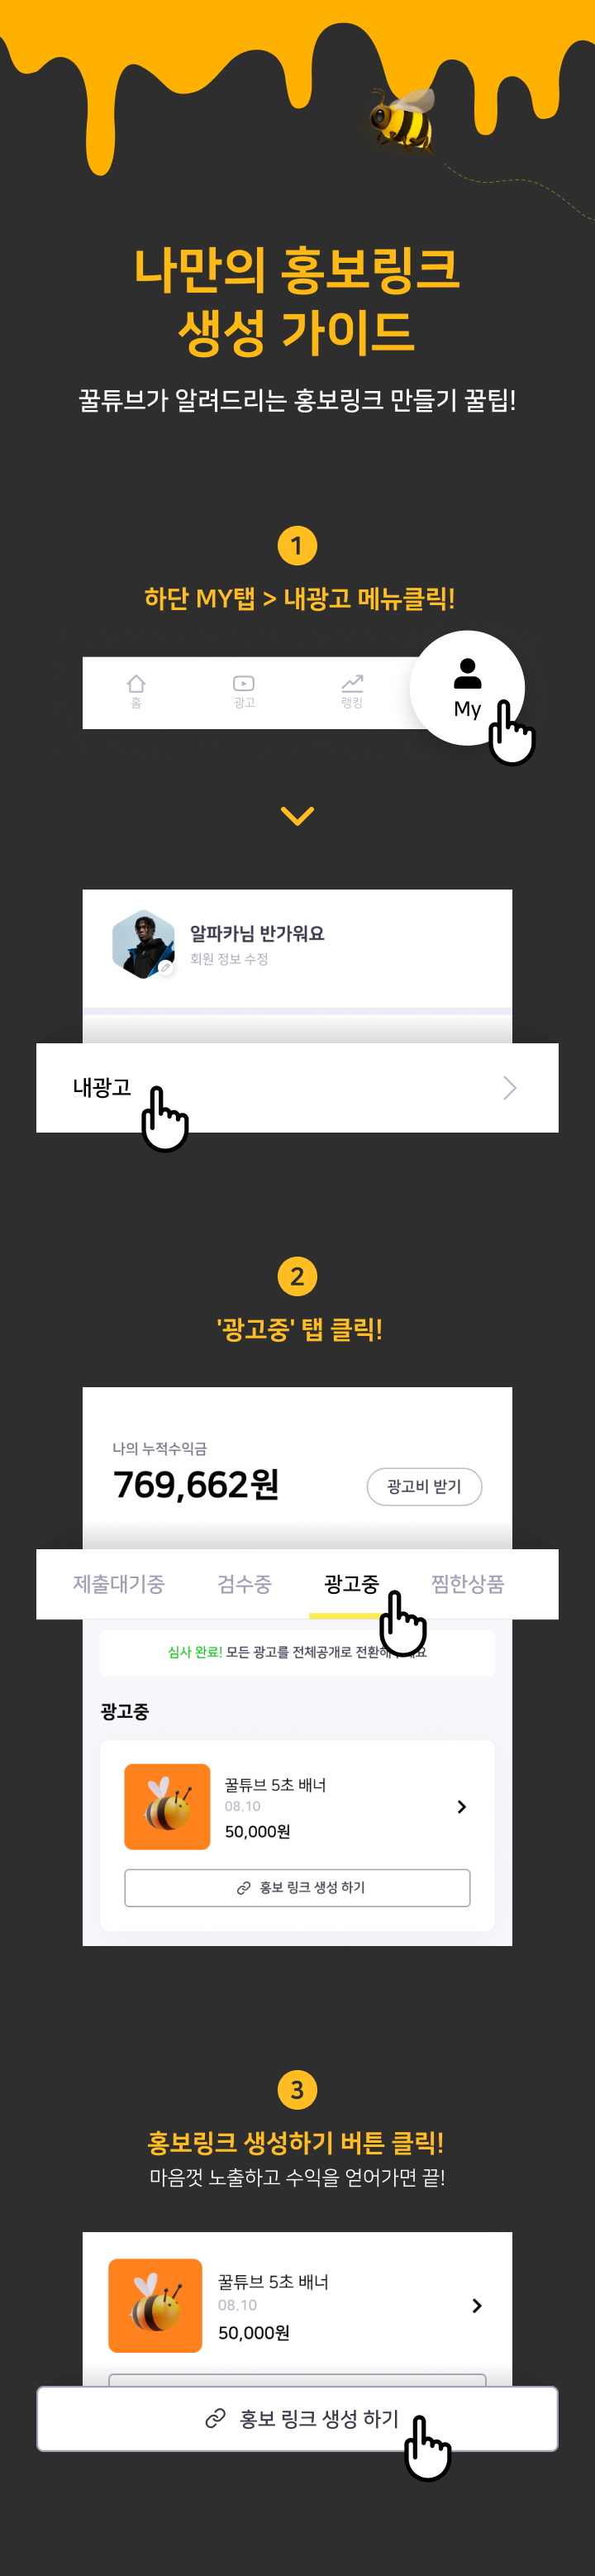 나만의 홍보링크
생성 가이드
꿀튜브가 알려드리는 홍보링크 만들기 꿀팁!
1
하단 MY탭 > 내광고 메뉴클릭!
홈
광고
랭킹
My
알파카님 반가워요
회원 정보 수정
내광고
2
'광고중' 탭 클릭!
나의 누적수익금
769,662원
광고비 받기
제출대기중 검수중 광고중 찜한상품
심사 완료! 모든 광고를 전체공개로 전환해 요
광고중
꿀튜브 5초 배너
08.10
50,000원
홍보 링크 생성 하기
3
홍보링크 생성하기 버튼 클릭!
마음껏 노출하고 수익을 얻어가면 끝!
꿀튜브 5초 배너
08.10
50,000원
홍보 링크 생성 하기